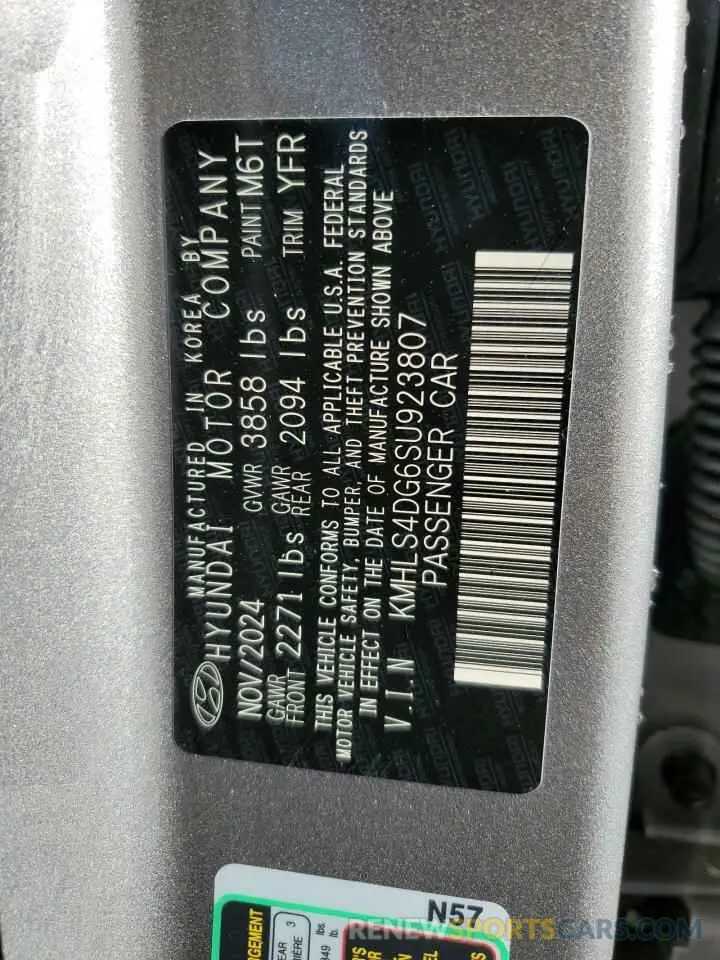 MANUFACTURED IN KOREA BY
HYUNDAI MOTOR COMPANY
NOV/2024 GVWR 3858 lbs PAINT M6T
GAWR FRONT 2271 lbs GAWR REAR 2094 lbs TRIM YFR
THIS VEHICLE CONFORMS TO ALL APPLICABLE U.S.A. FEDERAL
MOTOR VEHICLE SAFETY, BUMPER, AND THEFT PREVENTION STANDARDS
IN EFFECT ON THE DATE OF MANUFACTURE SHOWN ABOVE
V.I.N KMHLS4DG6SU923807
PASSENGER CAR
N57
RENEWSPORTSCARS.COM